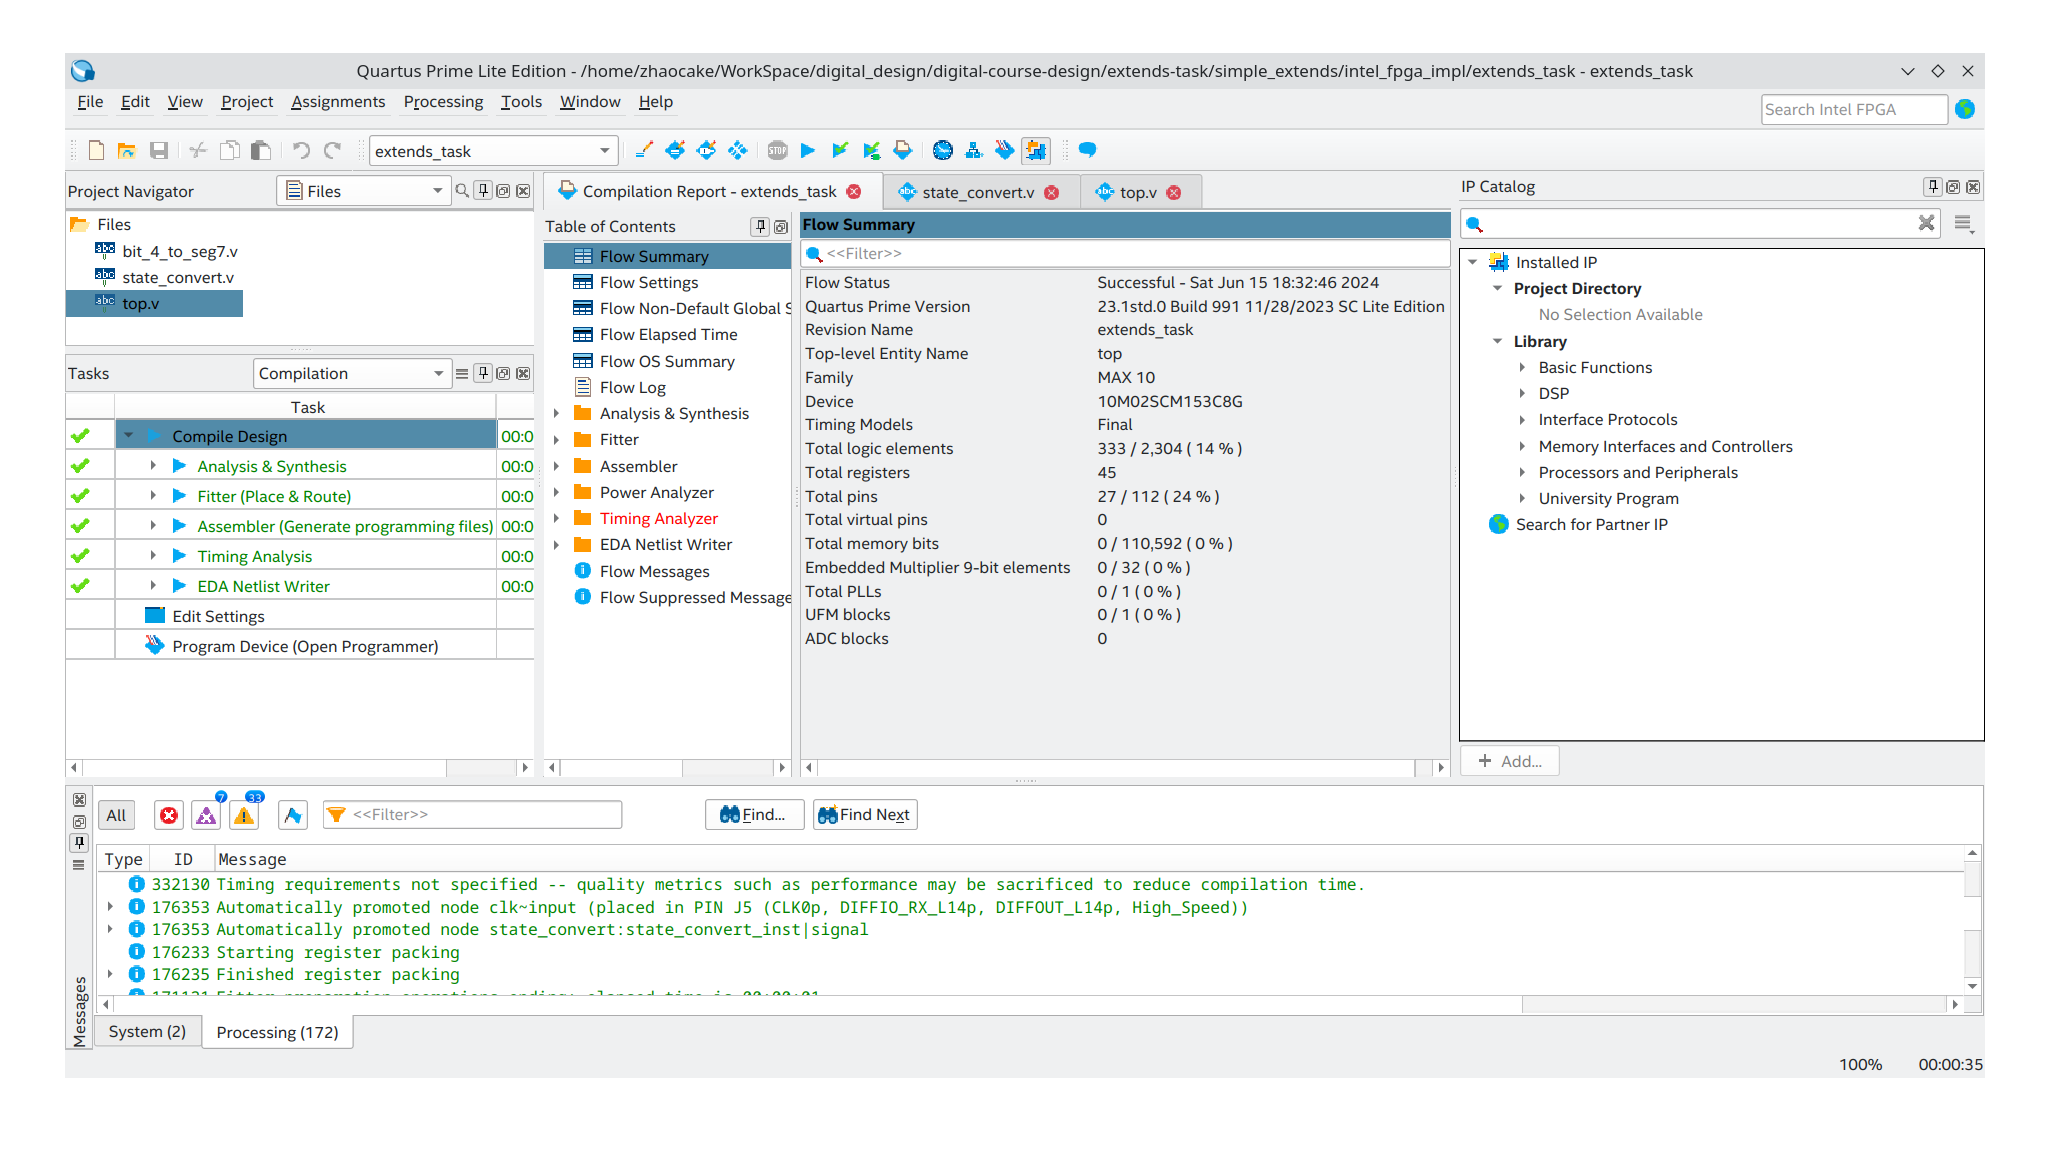 Quartus Prime Lite Edition - /home/zhaocake/WorkSpace/digital_design/digital-course-design/extends-task/simple_extends/intel_fpga_impl/extends_task - extends_task
File Edit View Project Assignments Processing Tools Window Help
Search Intel FPGA
extends_task
STOP
Project Navigator
Files
Files
bit_4_to_seg7.v
state_convert.v
top.v
Tasks
Compilation
Task
Compile Design 00:0
Analysis & Synthesis 00:0
Fitter (Place & Route) 00:0
Assembler (Generate programming files) 00:0
Timing Analysis 00:0
EDA Netlist Writer 00:0
Edit Settings
Program Device (Open Programmer)
Compilation Report - extends_task
state_convert.v
top.v
Table of Contents
Flow Summary
Flow Settings
Flow Non-Default Global S
Flow Elapsed Time
Flow OS Summary
Flow Log
Analysis & Synthesis
Fitter
Assembler
Power Analyzer
Timing Analyzer
EDA Netlist Writer
Flow Messages
Flow Suppressed Message
Flow Summary
<<Filter>>
Flow Status Successful - Sat Jun 15 18:32:46 2024
Quartus Prime Version 23.1std.0 Build 991 11/28/2023 SC Lite Edition
Revision Name extends_task
Top-level Entity Name top
Family MAX 10
Device 10M02SCM153C8G
Timing Models Final
Total logic elements 333 / 2,304 ( 14 % )
Total registers 45
Total pins 27 / 112 ( 24 % )
Total virtual pins 0
Total memory bits 0 / 110,592 ( 0 % )
Embedded Multiplier 9-bit elements 0 / 32 ( 0 % )
Total PLLs 0 / 1 ( 0 % )
UFM blocks 0 / 1 ( 0 % )
ADC blocks 0
IP Catalog
Installed IP
Project Directory
No Selection Available
Library
Basic Functions
DSP
Interface Protocols
Memory Interfaces and Controllers
Processors and Peripherals
University Program
Search for Partner IP
+ Add...
All
7
33
<<Filter>>
Find...
Find Next
Type ID Message
332130 Timing requirements not specified -- quality metrics such as performance may be sacrificed to reduce compilation time.
176353 Automatically promoted node clk~input (placed in PIN J5 (CLK0p, DIFFIO_RX_L14p, DIFFOUT_L14p, High_Speed))
176353 Automatically promoted node state_convert:state_convert_inst|signal
176233 Starting register packing
176235 Finished register packing
171121 Fitter preparation operations ending: elapsed time is 00:00:01
Messages
System (2)
Processing (172)
100% 00:00:35